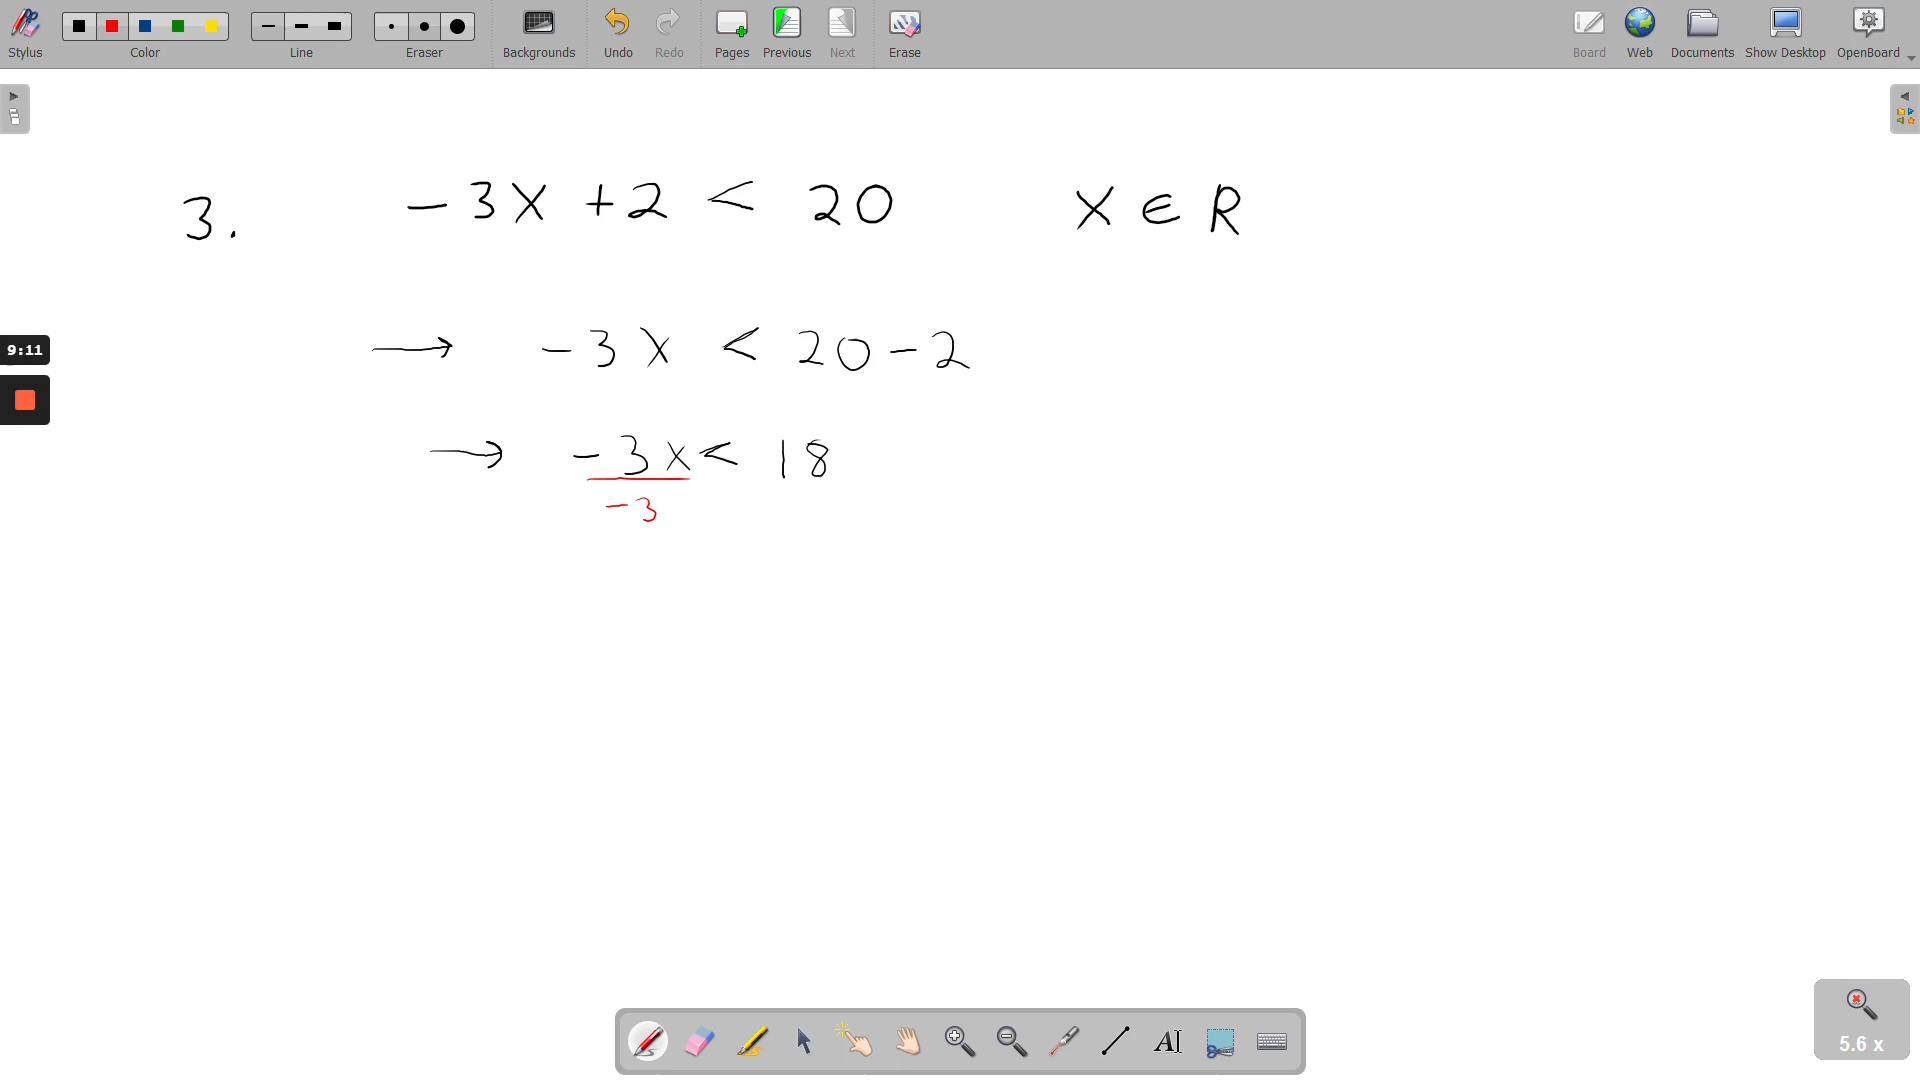 Stylus Color Line Eraser Backgrounds Undo Redo Pages Previous Next Erase Board Web Documents Show Desktop OpenBoard
3. -3x +2 < 20 x ∈ R
9:11
→ -3x < 20-2
→ -3x < 18
-3
AI
5.6 x